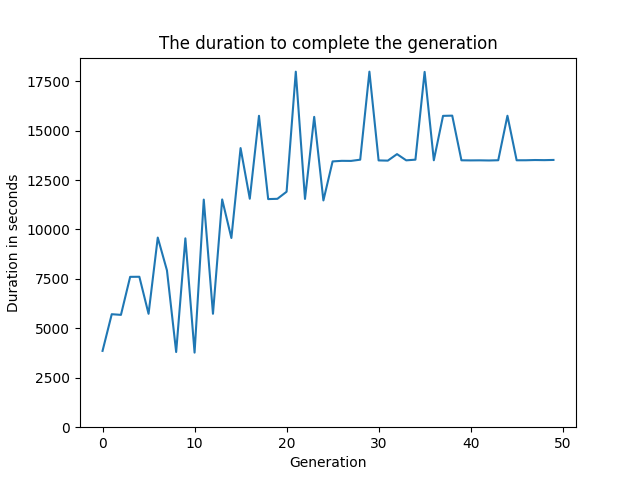 The duration to complete the generation
17500
15000
12500
10000
7500
5000
2500
0
Duration in seconds
0 10 20 30 40 50
Generation